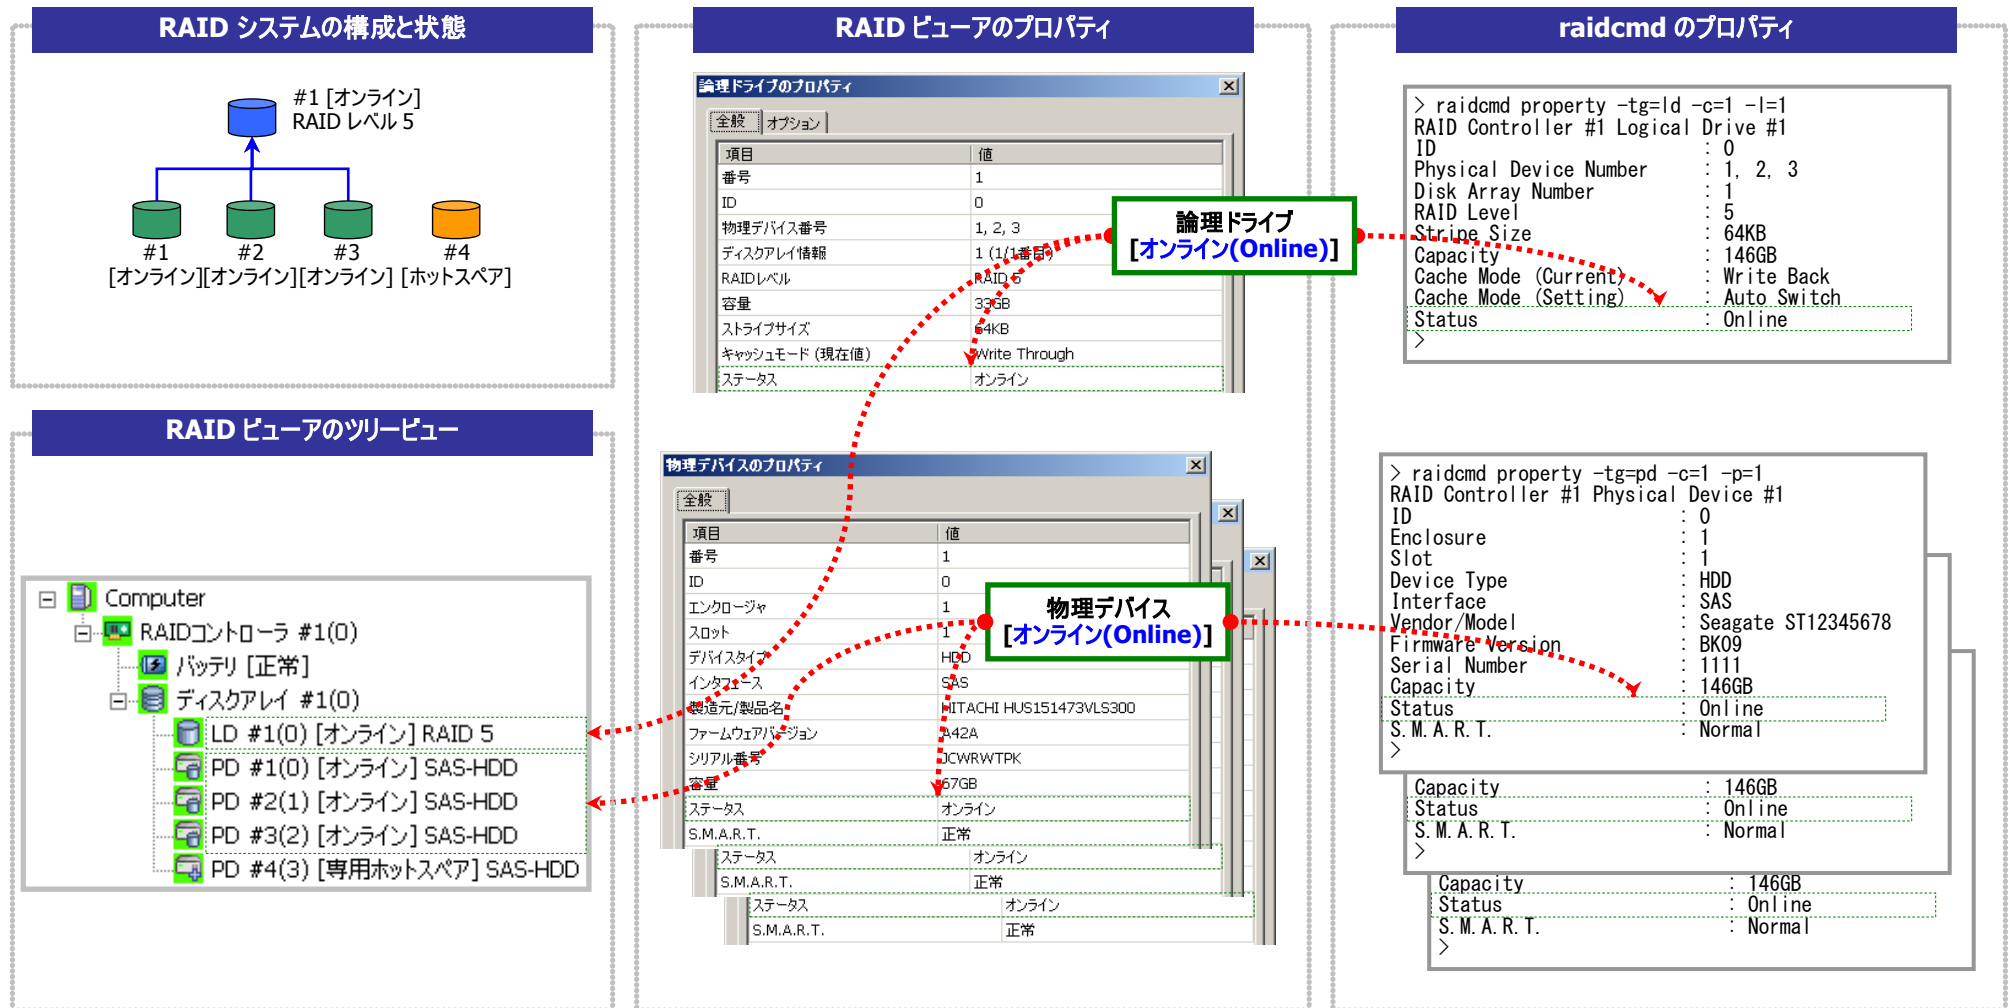 RAID システムの構成と状態
#1 [オンライン]
RAID レベル 5
#1 #2 #3 #4
[オンライン][オンライン][オンライン] [ホットスペア]
RAID ビューアのツリービュー
Computer
RAIDコントローラ #1(0)
バッテリ [正常]
ディスクアレイ #1(0)
LD #1(0) [オンライン] RAID 5
PD #1(0) [オンライン] SAS-HDD
PD #2(1) [オンライン] SAS-HDD
PD #3(2) [オンライン] SAS-HDD
PD #4(3) [専用ホットスペア] SAS-HDD
RAID ビューアのプロパティ
論理ドライブのプロパティ
全般 オプション
項目 値
番号 1
ID 0
物理デバイス番号 1, 2, 3
ディスクアレイ情報 1 (1/1番目)
RAIDレベル RAID 5
容量 33GB
ストライプサイズ 64KB
キャッシュモード (現在値) Write Through
ステータス オンライン
論理ドライブ
[オンライン(Online)]
物理デバイスのプロパティ
全般
項目 値
番号 1
ID 0
エンクロージャ 1
スロット 1
デバイスタイプ HDD
インタフェース SAS
製造元/製品名 HITACHI HUS151473VLS300
ファームウェアバージョン A42A
シリアル番号 JCWRWTPK
容量 67GB
ステータス オンライン
S.M.A.R.T. 正常
ステータス オンライン
S.M.A.R.T. 正常
ステータス オンライン
S.M.A.R.T. 正常
物理デバイス
[オンライン(Online)]
raidcmd のプロパティ
> raidcmd property -tg=ld -c=1 -l=1
RAID Controller #1 Logical Drive #1
ID : 0
Physical Device Number : 1, 2, 3
Disk Array Number : 1
RAID Level : 5
Stripe Size : 64KB
Capacity : 146GB
Cache Mode (Current) : Write Back
Cache Mode (Setting) : Auto Switch
Status : Online
>
> raidcmd property -tg=pd -c=1 -p=1
RAID Controller #1 Physical Device #1
ID : 0
Enclosure : 1
Slot : 1
Device Type : HDD
Interface : SAS
Vendor/Model : Seagate ST12345678
Firmware Version : BK09
Serial Number : 1111
Capacity : 146GB
Status : Online
S.M.A.R.T. : Normal
>
Capacity : 146GB
Status : Online
S.M.A.R.T. : Normal
>
Capacity : 146GB
Status : Online
S.M.A.R.T. : Normal
>